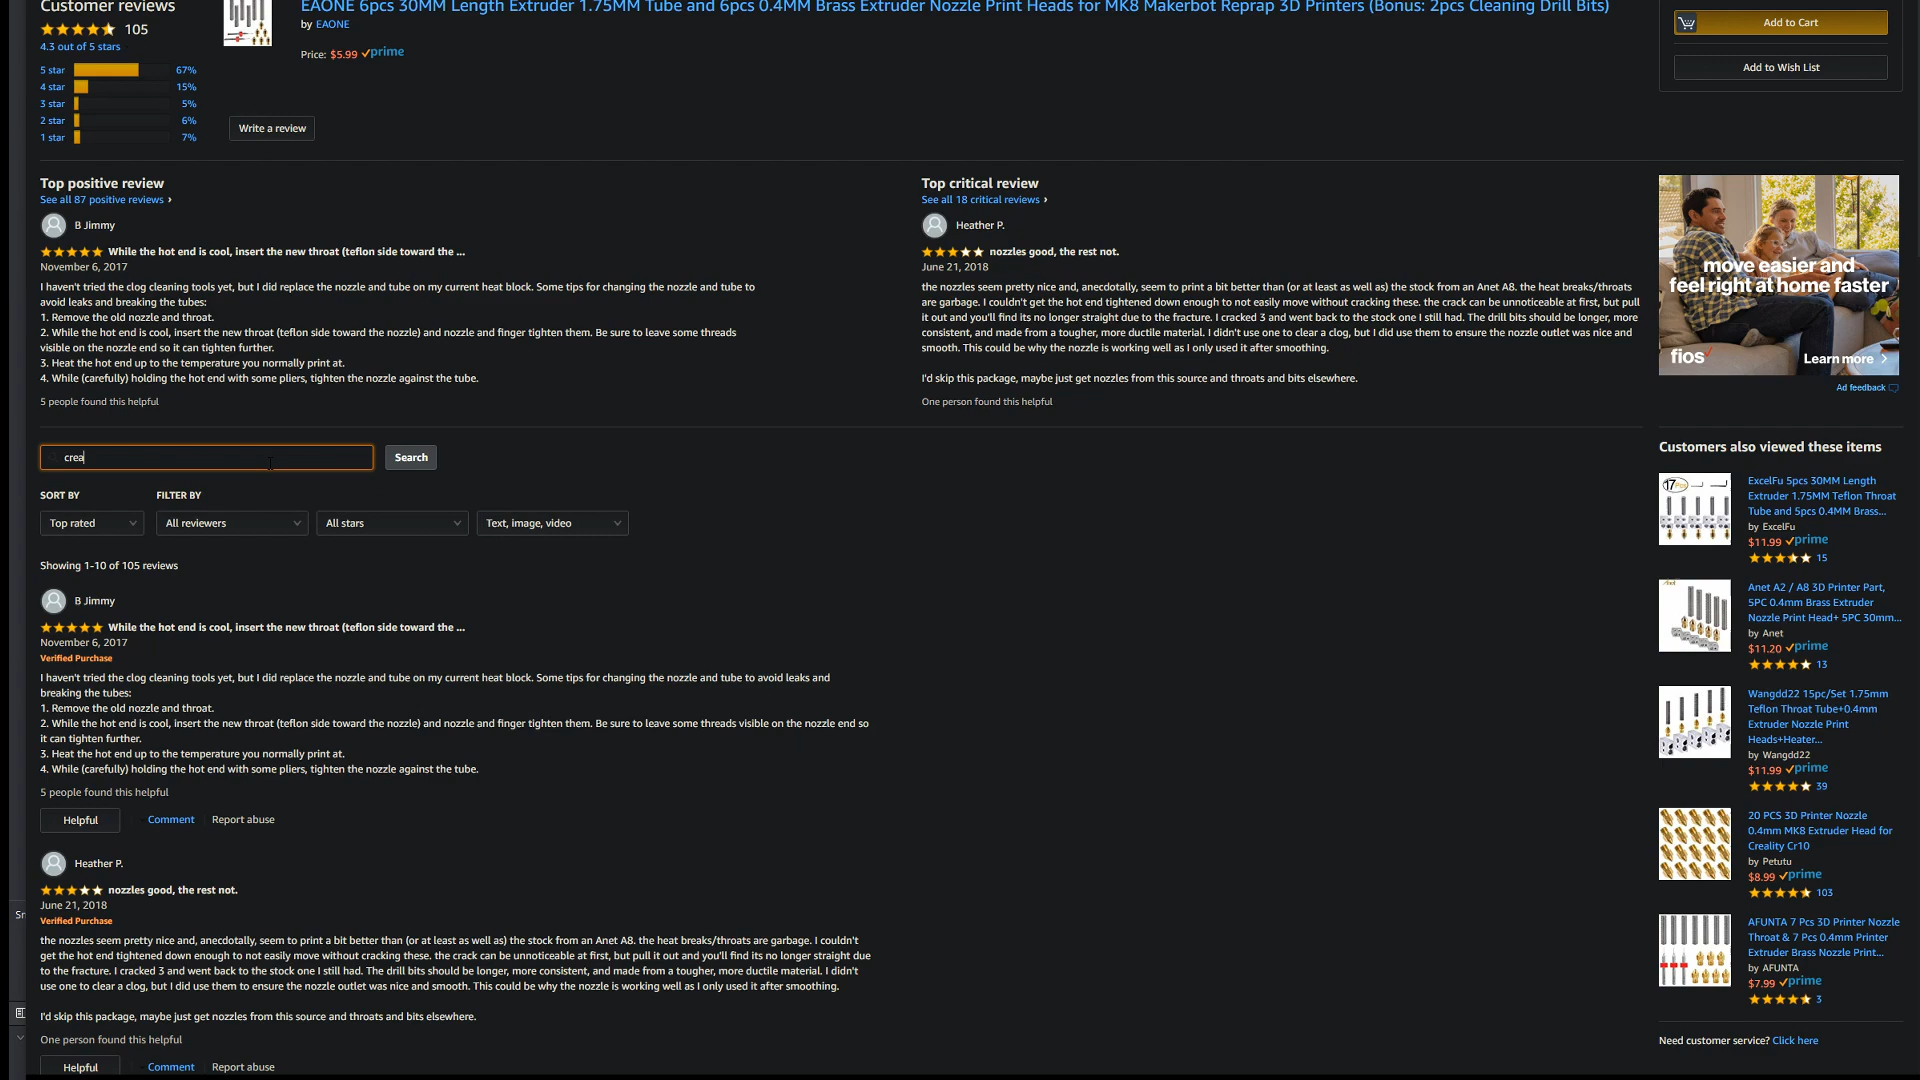 Customer reviews
105
4.3 out of 5 stars
5 star 67%
4 star 15%
3 star 5%
2 star 6%
1 star 7%
EAONE 6pcs 30MM Length Extruder 1.75MM Tube and 6pcs 0.4MM Brass Extruder Nozzle Print Heads for MK8 Makerbot Reprap 3D Printers (Bonus: 2pcs Cleaning Drill Bits)
by EAONE
Price: $5.99 prime
Write a review
Add to Cart
Add to Wish List
Top positive review
See all 87 positive reviews ›
B Jimmy
While the hot end is cool, insert the new throat (teflon side toward the ...
November 6, 2017
I haven't tried the clog cleaning tools yet, but I did replace the nozzle and tube on my current heat block. Some tips for changing the nozzle and tube to
avoid leaks and breaking the tubes:
1. Remove the old nozzle and throat.
2. While the hot end is cool, insert the new throat (teflon side toward the nozzle) and nozzle and finger tighten them. Be sure to leave some threads
visible on the nozzle end so it can tighten further.
3. Heat the hot end up to the temperature you normally print at.
4. While (carefully) holding the hot end with some pliers, tighten the nozzle against the tube.
5 people found this helpful
Top critical review
See all 18 critical reviews ›
Heather P.
nozzles good, the rest not.
June 21, 2018
the nozzles seem pretty nice and, anecdotally, seem to print a bit better than (or at least as well as) the stock from an Anet A8. the heat breaks/throats
are garbage. I couldn't get the hot end tightened down enough to not easily move without cracking these. the crack can be unnoticeable at first, but pull
it out and you'll find its no longer straight due to the fracture. I cracked 3 and went back to the stock one I still had. The drill bits should be longer, more
consistent, and made from a tougher, more ductile material. I didn't use one to clear a clog, but I did use them to ensure the nozzle outlet was nice and
smooth. This could be why the nozzle is working well as I only used it after smoothing.
I'd skip this package, maybe just get nozzles from this source and throats and bits elsewhere.
One person found this helpful
move easier and
feel right at home faster
fios
Learn more >
Ad feedback
crea
Search
SORT BY
FILTER BY
Top rated
All reviewers
All stars
Text, image, video
Showing 1-10 of 105 reviews
B Jimmy
While the hot end is cool, insert the new throat (teflon side toward the ...
November 6, 2017
Verified Purchase
I haven't tried the clog cleaning tools yet, but I did replace the nozzle and tube on my current heat block. Some tips for changing the nozzle and tube to avoid leaks and
breaking the tubes:
1. Remove the old nozzle and throat.
2. While the hot end is cool, insert the new throat (teflon side toward the nozzle) and nozzle and finger tighten them. Be sure to leave some threads visible on the nozzle end so
it can tighten further.
3. Heat the hot end up to the temperature you normally print at.
4. While (carefully) holding the hot end with some pliers, tighten the nozzle against the tube.
5 people found this helpful
Helpful
Comment
Report abuse
Heather P.
nozzles good, the rest not.
June 21, 2018
Verified Purchase
the nozzles seem pretty nice and, anecdotally, seem to print a bit better than (or at least as well as) the stock from an Anet A8. the heat breaks/throats are garbage. I couldn't
get the hot end tightened down enough to not easily move without cracking these. the crack can be unnoticeable at first, but pull it out and you'll find its no longer straight due
to the fracture. I cracked 3 and went back to the stock one I still had. The drill bits should be longer, more consistent, and made from a tougher, more ductile material. I didn't
use one to clear a clog, but I did use them to ensure the nozzle outlet was nice and smooth. This could be why the nozzle is working well as I only used it after smoothing.
I'd skip this package, maybe just get nozzles from this source and throats and bits elsewhere.
One person found this helpful
Helpful
Comment
Report abuse
Customers also viewed these items
17Pcs
ExcelFu 5pcs 30MM Length
Extruder 1.75MM Teflon Throat
Tube and 5pcs 0.4MM Brass...
by ExcelFu
$11.99 prime
15
Anet
Anet A2 / A8 3D Printer Part,
5PC 0.4mm Brass Extruder
Nozzle Print Head+ 5PC 30mm...
by Anet
$11.20 prime
13
Wangdd22 15pc/Set 1.75mm
Teflon Throat Tube+0.4mm
Extruder Nozzle Print
Heads+Heater...
by Wangdd22
$11.99 prime
39
20 PCS 3D Printer Nozzle
0.4mm MK8 Extruder Head for
Creality Cr10
by Petutu
$8.99 prime
103
AFUNTA 7 Pcs 3D Printer Nozzle
Throat & 7 Pcs 0.4mm Printer
Extruder Brass Nozzle Print...
by AFUNTA
$7.99 prime
3
Need customer service? Click here